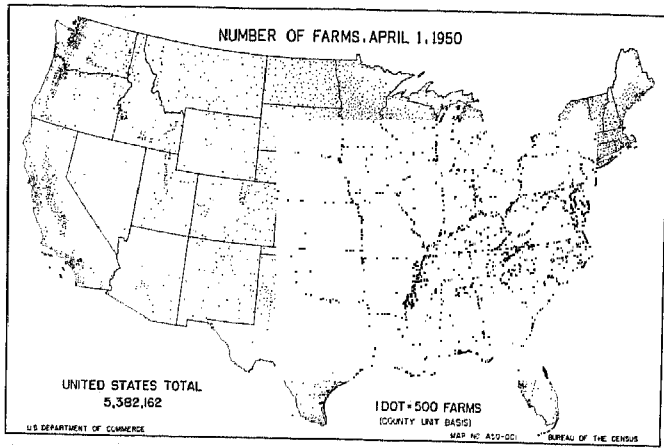 NUMBER OF FARMS, APRIL 1, 1950
UNITED STATES TOTAL
5,382,162
1 DOT = 500 FARMS
(COUNTY UNIT BASIS)
U.S. DEPARTMENT OF COMMERCE
MAP NO. A50-001
BUREAU OF THE CENSUS